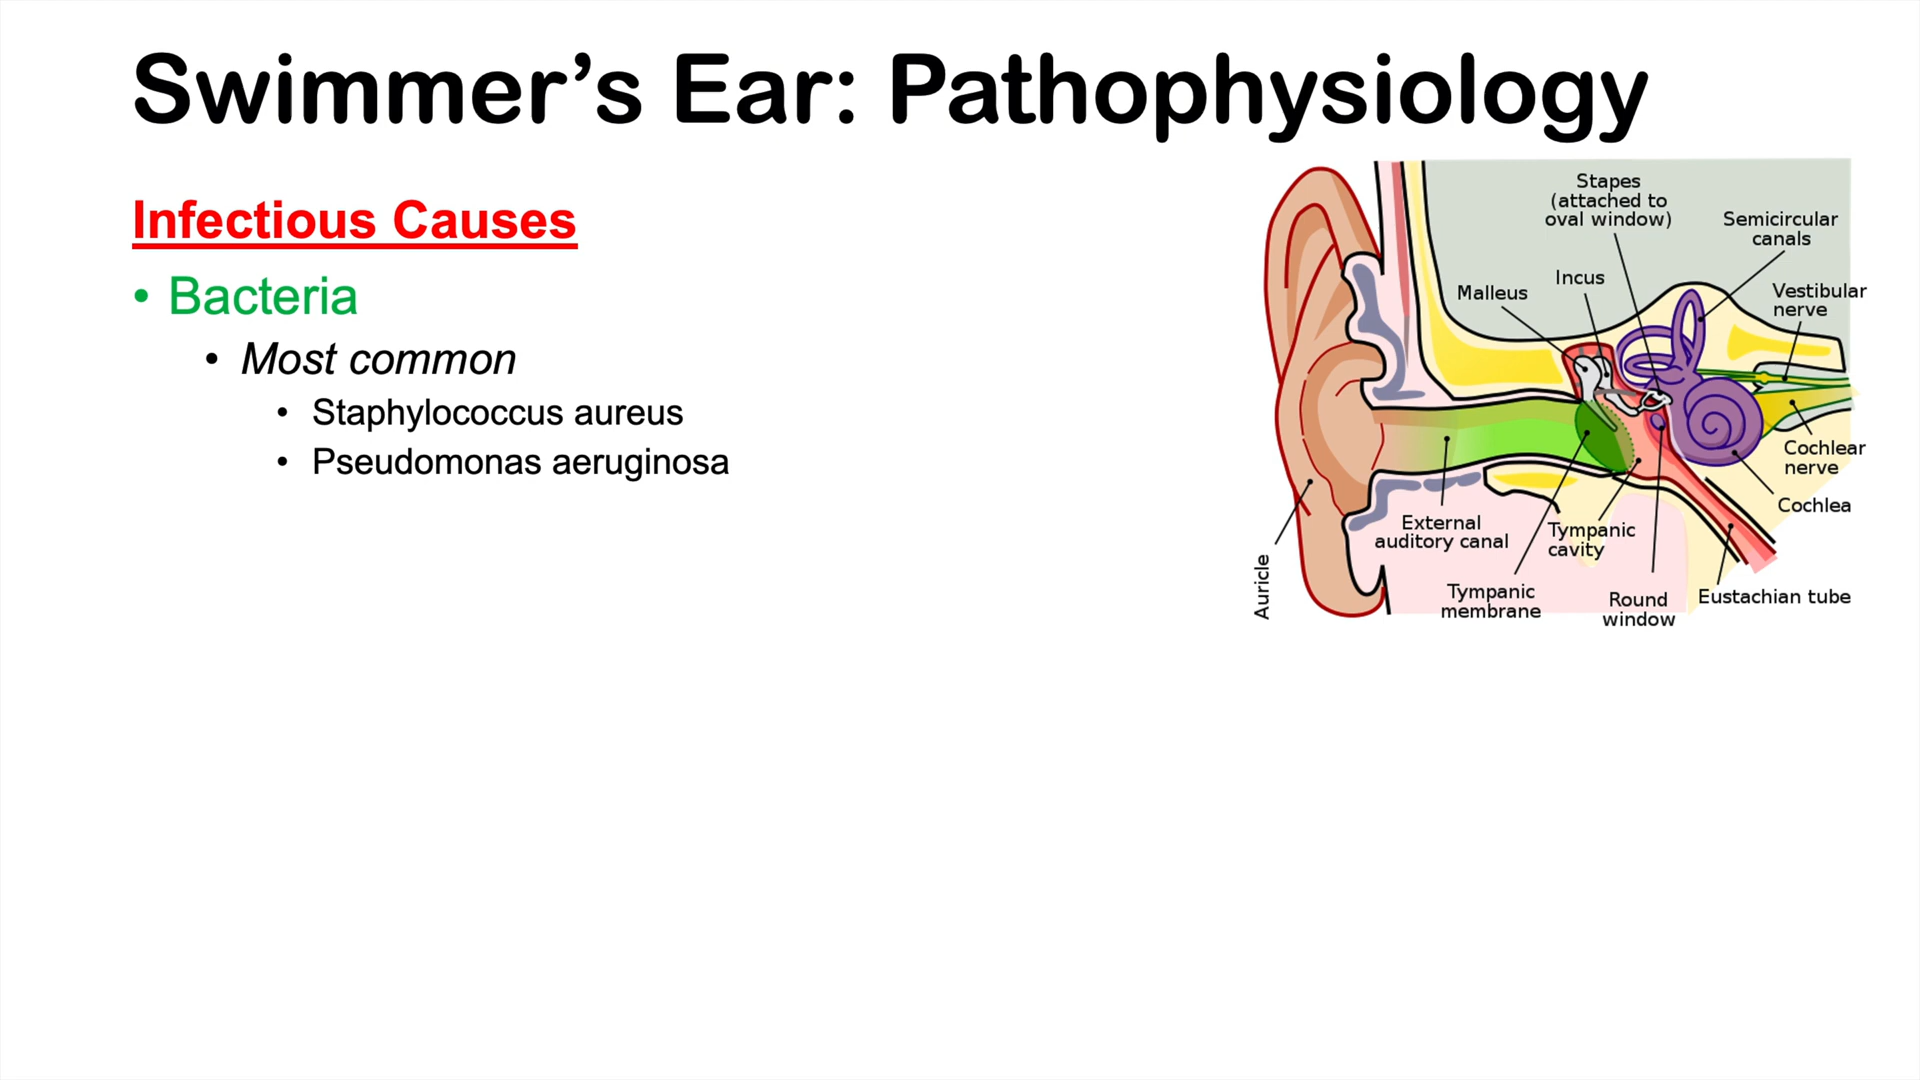 Swimmer’s Ear: Pathophysiology
Infectious Causes
• Bacteria
• Most common
• Staphylococcus aureus
• Pseudomonas aeruginosa
Stapes
(attached to
oval window)
Semicircular
canals
Incus
Malleus
Vestibular
nerve
Cochlear
nerve
Cochlea
External
auditory canal
Tympanic
cavity
Auricle
Tympanic
membrane
Round
window
Eustachian tube